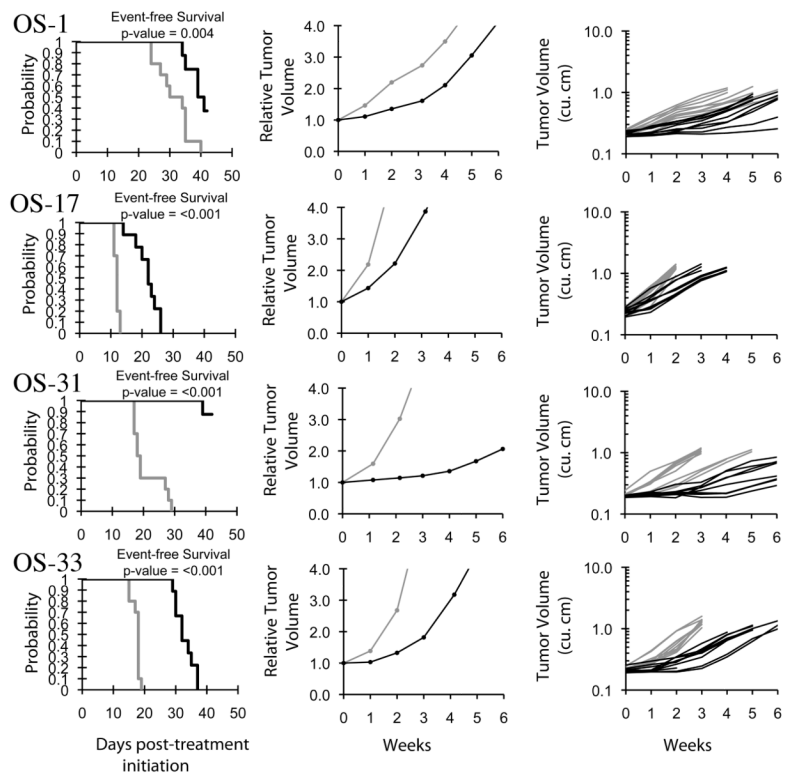 OS-1
Event-free Survival
p-value = 0.004
Probability
1
0.9
0.8
0.7
0.6
0.5
0.4
0.3
0.2
0.1
0
0 10 20 30 40 50
Relative Tumor
Volume
4.0
3.0
2.0
1.0
0 1 2 3 4 5 6
Tumor Volume
(cu. cm)
10.0
1.0
0.1
0 1 2 3 4 5 6
OS-17
Event-free Survival
p-value = <0.001
Probability
1
0.9
0.8
0.7
0.6
0.5
0.4
0.3
0.2
0.1
0
0 10 20 30 40 50
Relative Tumor
Volume
4.0
3.0
2.0
1.0
0.0
0 1 2 3 4 5 6
Tumor Volume
(cu. cm)
10.0
1.0
0.1
0 1 2 3 4 5 6
OS-31
Event-free Survival
p-value = <0.001
Probability
1
0.9
0.8
0.7
0.6
0.5
0.4
0.3
0.2
0.1
0
0 10 20 30 40 50
Relative Tumor
Volume
4.0
3.0
2.0
1.0
0.0
0 1 2 3 4 5 6
Tumor Volume
(cu. cm)
10.0
1.0
0.1
0 1 2 3 4 5 6
OS-33
Event-free Survival
p-value = <0.001
Probability
1
0.9
0.8
0.7
0.6
0.5
0.4
0.3
0.2
0.1
0
0 10 20 30 40 50
Days post-treatment
initiation
Relative Tumor
Volume
4.0
3.0
2.0
1.0
0.0
0 1 2 3 4 5 6
Weeks
Tumor Volume
(cu. cm)
10.0
1.0
0.1
0 1 2 3 4 5 6
Weeks